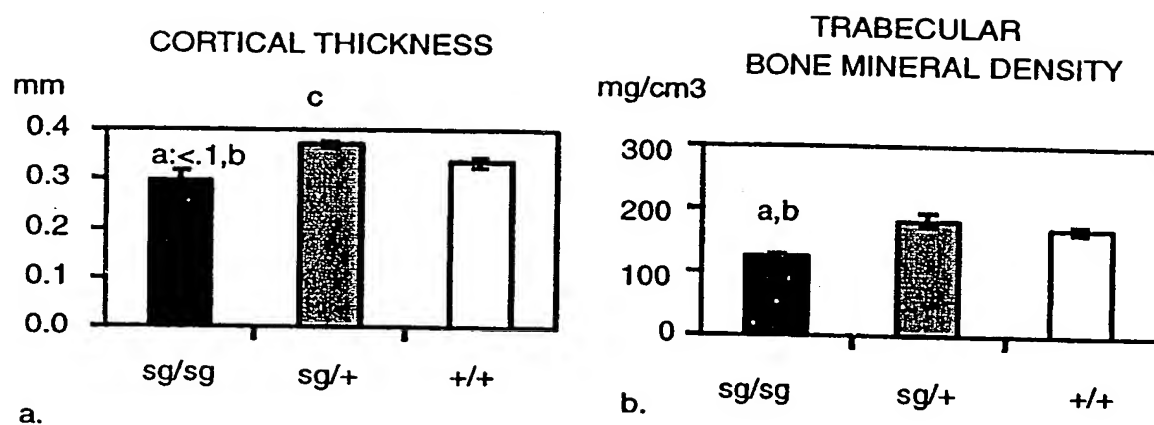 CORTICAL THICKNESS
mm
c
0.4
a:<.1,b
0.3
0.2
0.1
0.0
sg/sg sg/+ +/+
a.
TRABECULAR
BONE MINERAL DENSITY
mg/cm3
300
200
a,b
100
0
sg/sg sg/+ +/+
b.